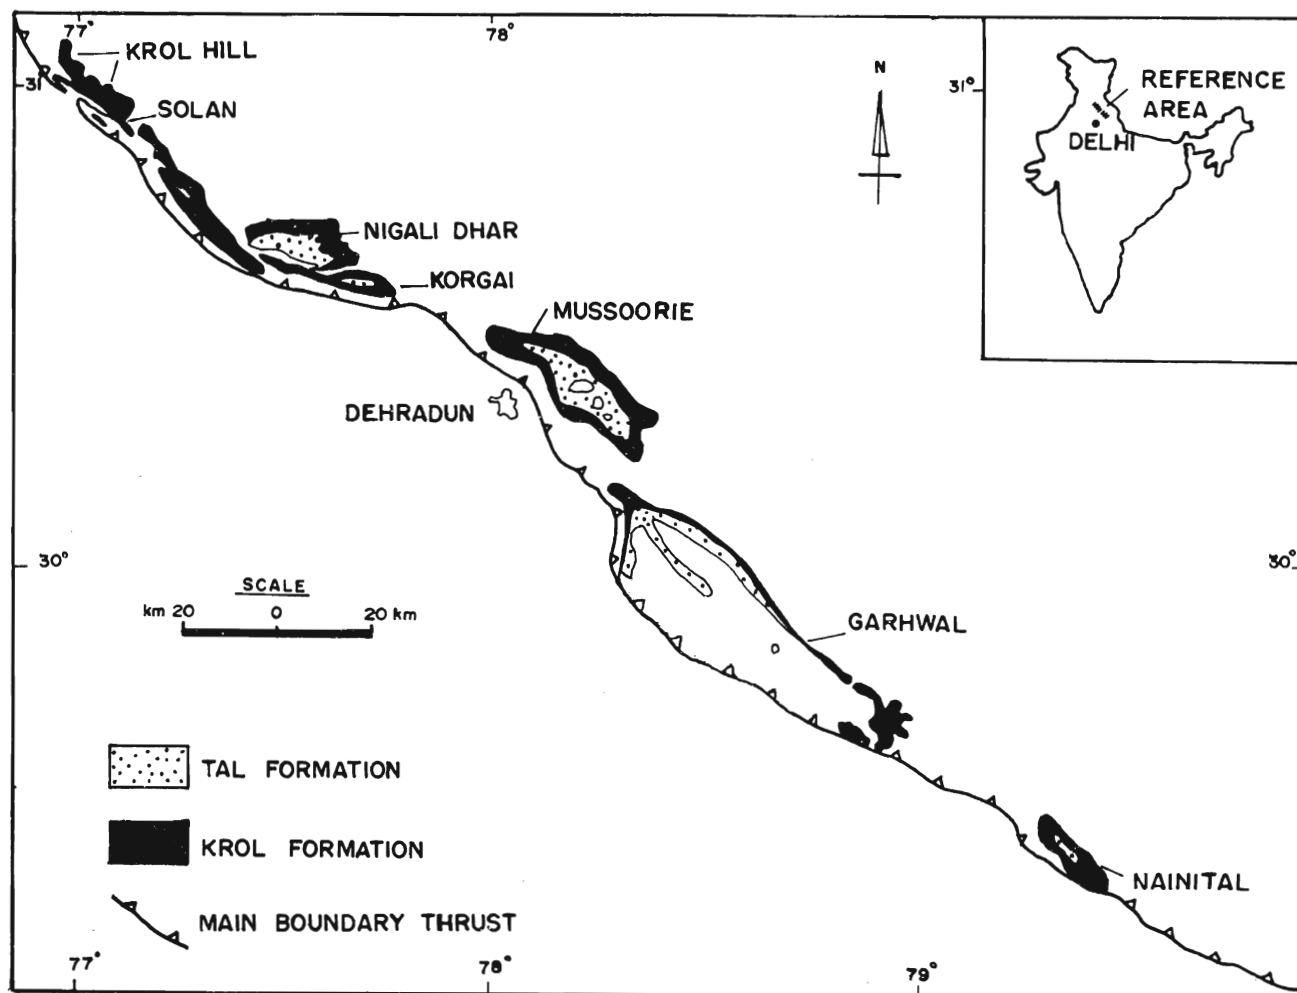 77°
78°
KROL HILL
31°
SOLAN
N
31°
REFERENCE
AREA
DELHI
NIGALI DHAR
KORGAI
MUSSOORIE
DEHRADUN
30°
30°
SCALE
km 20 0 20 km
GARHWAL
TAL FORMATION
KROL FORMATION
NAINITAL
MAIN BOUNDARY THRUST
77°
78°
79°